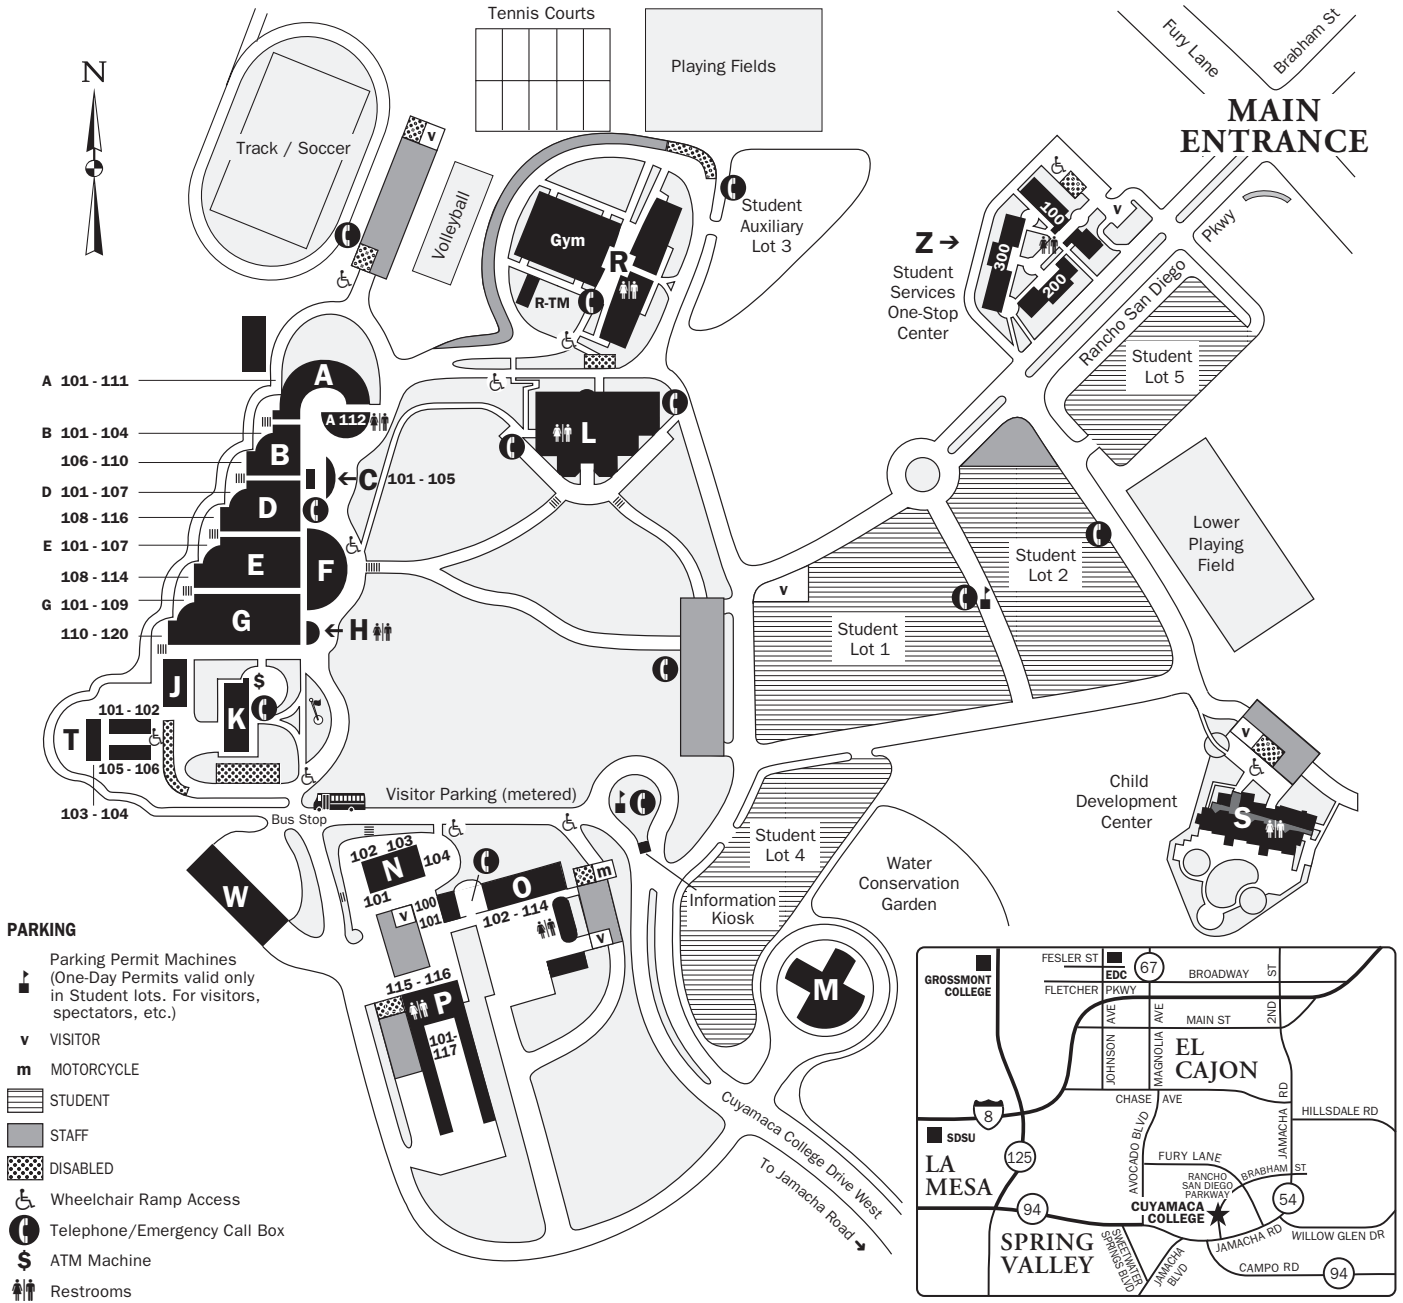 Tennis Courts
Playing Fields
Fury Lane
Brabham St
MAIN
ENTRANCE
N
Track / Soccer
v
Volleyball
Student
Auxiliary
Lot 3
Gym
R
R-TM
Z
Student
Services
One-Stop
Center
100
200
300
v
Pkwy
Rancho San Diego
Student
Lot 5
A 101 - 111
A
A 112
B 101 - 104
106 - 110
B
C 101 - 105
D 101 - 107
108 - 116
D
E 101 - 107
108 - 114
E
F
G 101 - 109
110 - 120
G
H
L
Lower
Playing
Field
Student
Lot 2
v
Student
Lot 1
J
K
$
T
101 - 102
105 - 106
103 - 104
Bus Stop
Visitor Parking (metered)
Child
Development
Center
v
S
Student
Lot 4
Water
Conservation
Garden
Information
Kiosk
W
102 103
N
104
101
v
100
101
O
102 - 114
m
v
115 - 116
P
101-
117
M
Cuyamaca College Drive West
To Jamacha Road
PARKING
Parking Permit Machines
(One-Day Permits valid only
in Student lots. For visitors,
spectators, etc.)
v VISITOR
m MOTORCYCLE
STUDENT
STAFF
DISABLED
Wheelchair Ramp Access
Telephone/Emergency Call Box
$ ATM Machine
Restrooms
GROSSMONT
COLLEGE
FESLER ST
EDC
67
BROADWAY
FLETCHER PKWY
2ND ST
MAIN ST
JOHNSON AVE
MAGNOLIA AVE
EL
CAJON
CHASE AVE
8
SDSU
LA
MESA
125
AVOCADO BLVD
JAMACHA RD
HILLSDALE RD
FURY LANE
RANCHO
SAN DIEGO
PARKWAY
BRABHAM ST
54
94
CUYAMACA
COLLEGE
SPRING
VALLEY
SWEETWATER
SPRINGS BLVD
JAMACHA
BLVD
JAMACHA RD
WILLOW GLEN DR
CAMPO RD
94